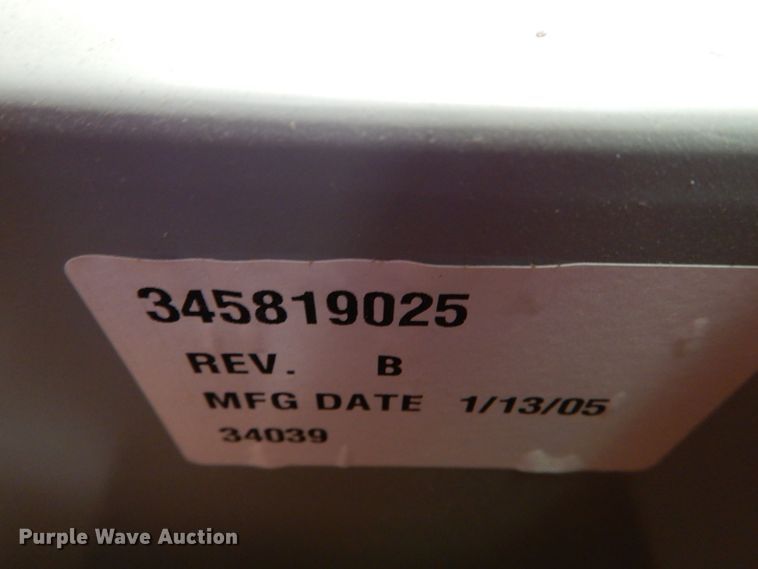 345819025
REV. B
MFG DATE 1/13/05
34039
Purple Wave Auction